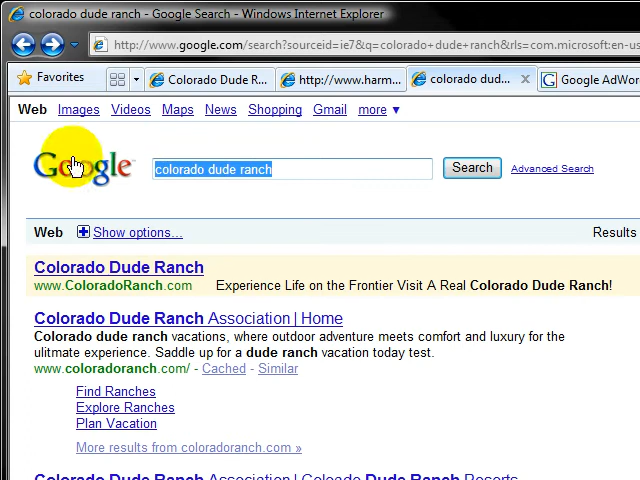 colorado dude ranch - Google Search - Windows Internet Explorer
http://www.google.com/search?sourceid=ie7&q=colorado+dude+ranch&rls=com.microsoft:en-us
Favorites Colorado Dude R... http://www.harm... colorado dud... Google AdWor
Web Images Videos Maps News Shopping Gmail more ▼
Google colorado dude ranch Search Advanced Search
Web Show options... Results
Colorado Dude Ranch
www.ColoradoRanch.com Experience Life on the Frontier Visit A Real Colorado Dude Ranch!
Colorado Dude Ranch Association | Home
Colorado dude ranch vacations, where outdoor adventure meets comfort and luxury for the
ulitmate experience. Saddle up for a dude ranch vacation today test.
www.coloradoranch.com/ - Cached - Similar
Find Ranches
Explore Ranches
Plan Vacation
More results from coloradoranch.com »
Colorado Dude Ranch Association | Colorado Dude Ranch Resorts